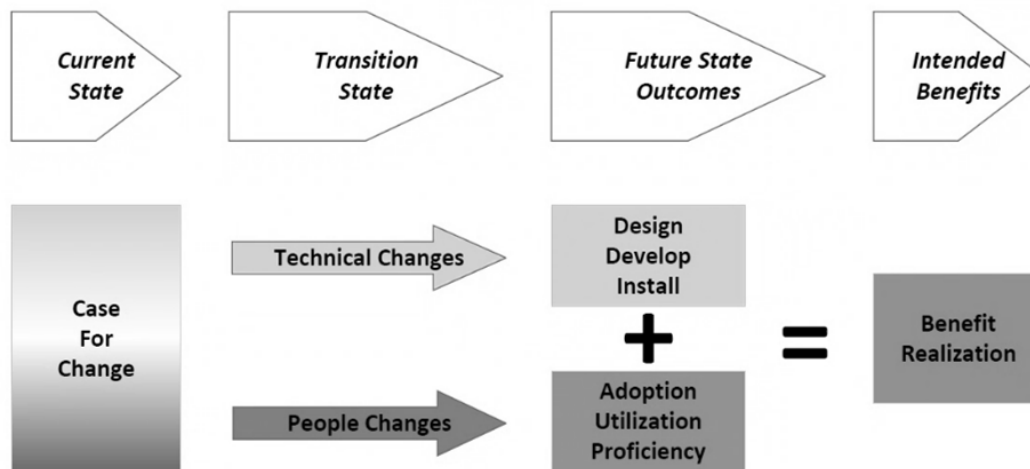 Current
State
Transition
State
Future State
Outcomes
Intended
Benefits
Case
For
Change
Technical Changes
People Changes
Design
Develop
Install
+
Adoption
Utilization
Proficiency
=
Benefit
Realization